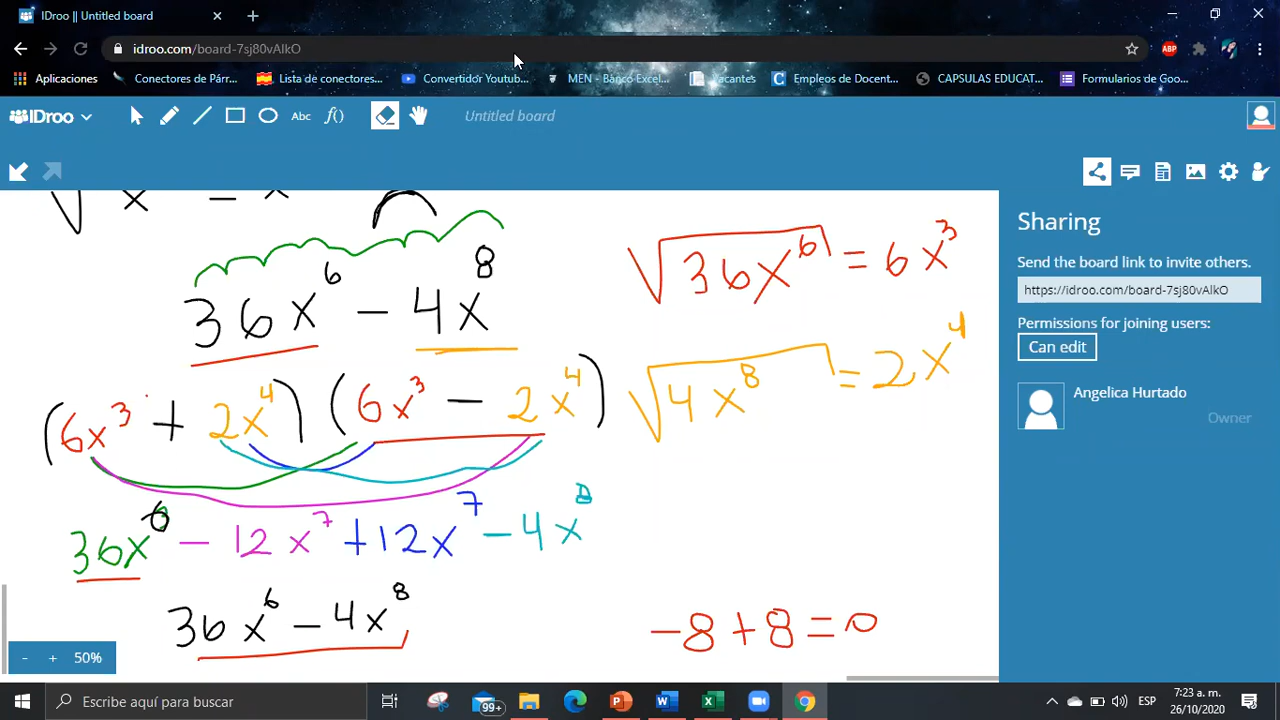 IDroo || Untitled board
idroo.com/board-7sj80vAlkO
ABP
Aplicaciones Conectores de Párr... Lista de conectores... Convertidor Youtub... MEN - Banco Excel... Vacantes Empleos de Docent... CAPSULAS EDUCAT... Formularios de Goo...
IDroo Abc f() Untitled board
√x - x
36x⁶ - 4x⁸
(6x³ + 2x⁴) (6x³ - 2x⁴)
36x⁶ - 12x⁷ + 12x⁷ - 4x⁸
36x⁶ - 4x⁸
√36x⁶ = 6x³
√4x⁸ = 2x⁴
-8 + 8 = 0
Sharing
Send the board link to invite others.
https://idroo.com/board-7sj80vAlkO
Permissions for joining users:
Can edit
Angelica Hurtado
Owner
- + 50%
Escribe aquí para buscar
99+
ESP
7:23 a. m.
26/10/2020